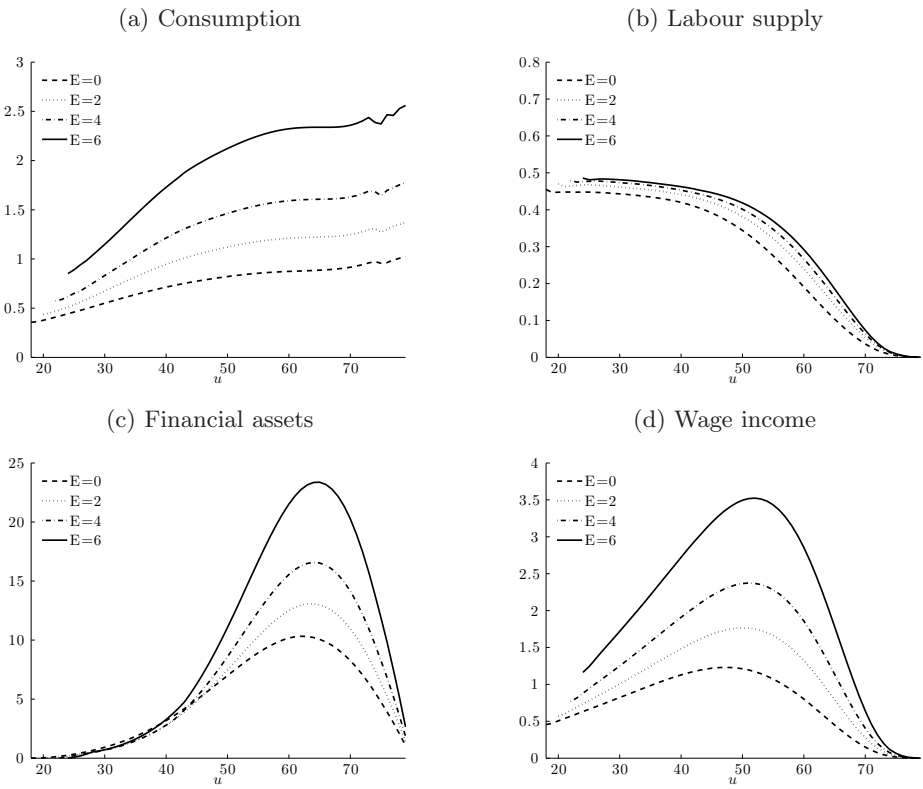 (a) Consumption
3
2.5
2
1.5
1
0.5
0
E=0
E=2
E=4
E=6
20 30 40 50 60 70
u
(b) Labour supply
0.8
0.7
0.6
0.5
0.4
0.3
0.2
0.1
0
E=0
E=2
E=4
E=6
20 30 40 50 60 70
u
(c) Financial assets
25
20
15
10
5
0
E=0
E=2
E=4
E=6
20 30 40 50 60 70
u
(d) Wage income
4
3.5
3
2.5
2
1.5
1
0.5
0
E=0
E=2
E=4
E=6
20 30 40 50 60 70
u